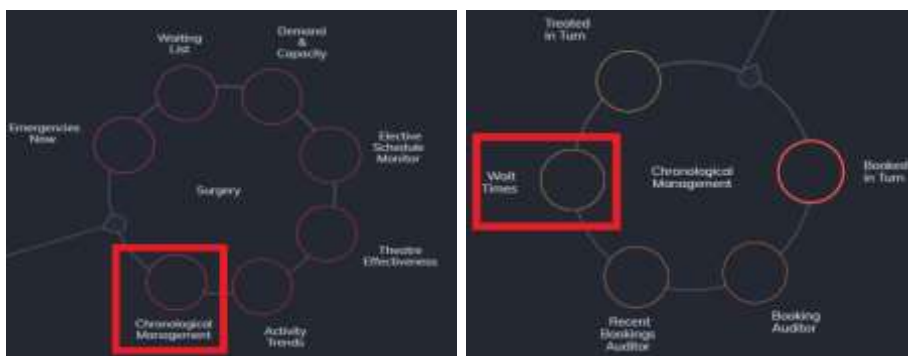 Waiting
List
Demand
&
Capacity
Emergencies
Now
Elective
Schedule
Monitor
Surgery
Theatre
Effectiveness
Chronological
Management
Activity
Trends
Treated
in Turn
Wait
Times
Chronological
Management
Booked
in Turn
Recent
Bookings
Auditor
Booking
Auditor